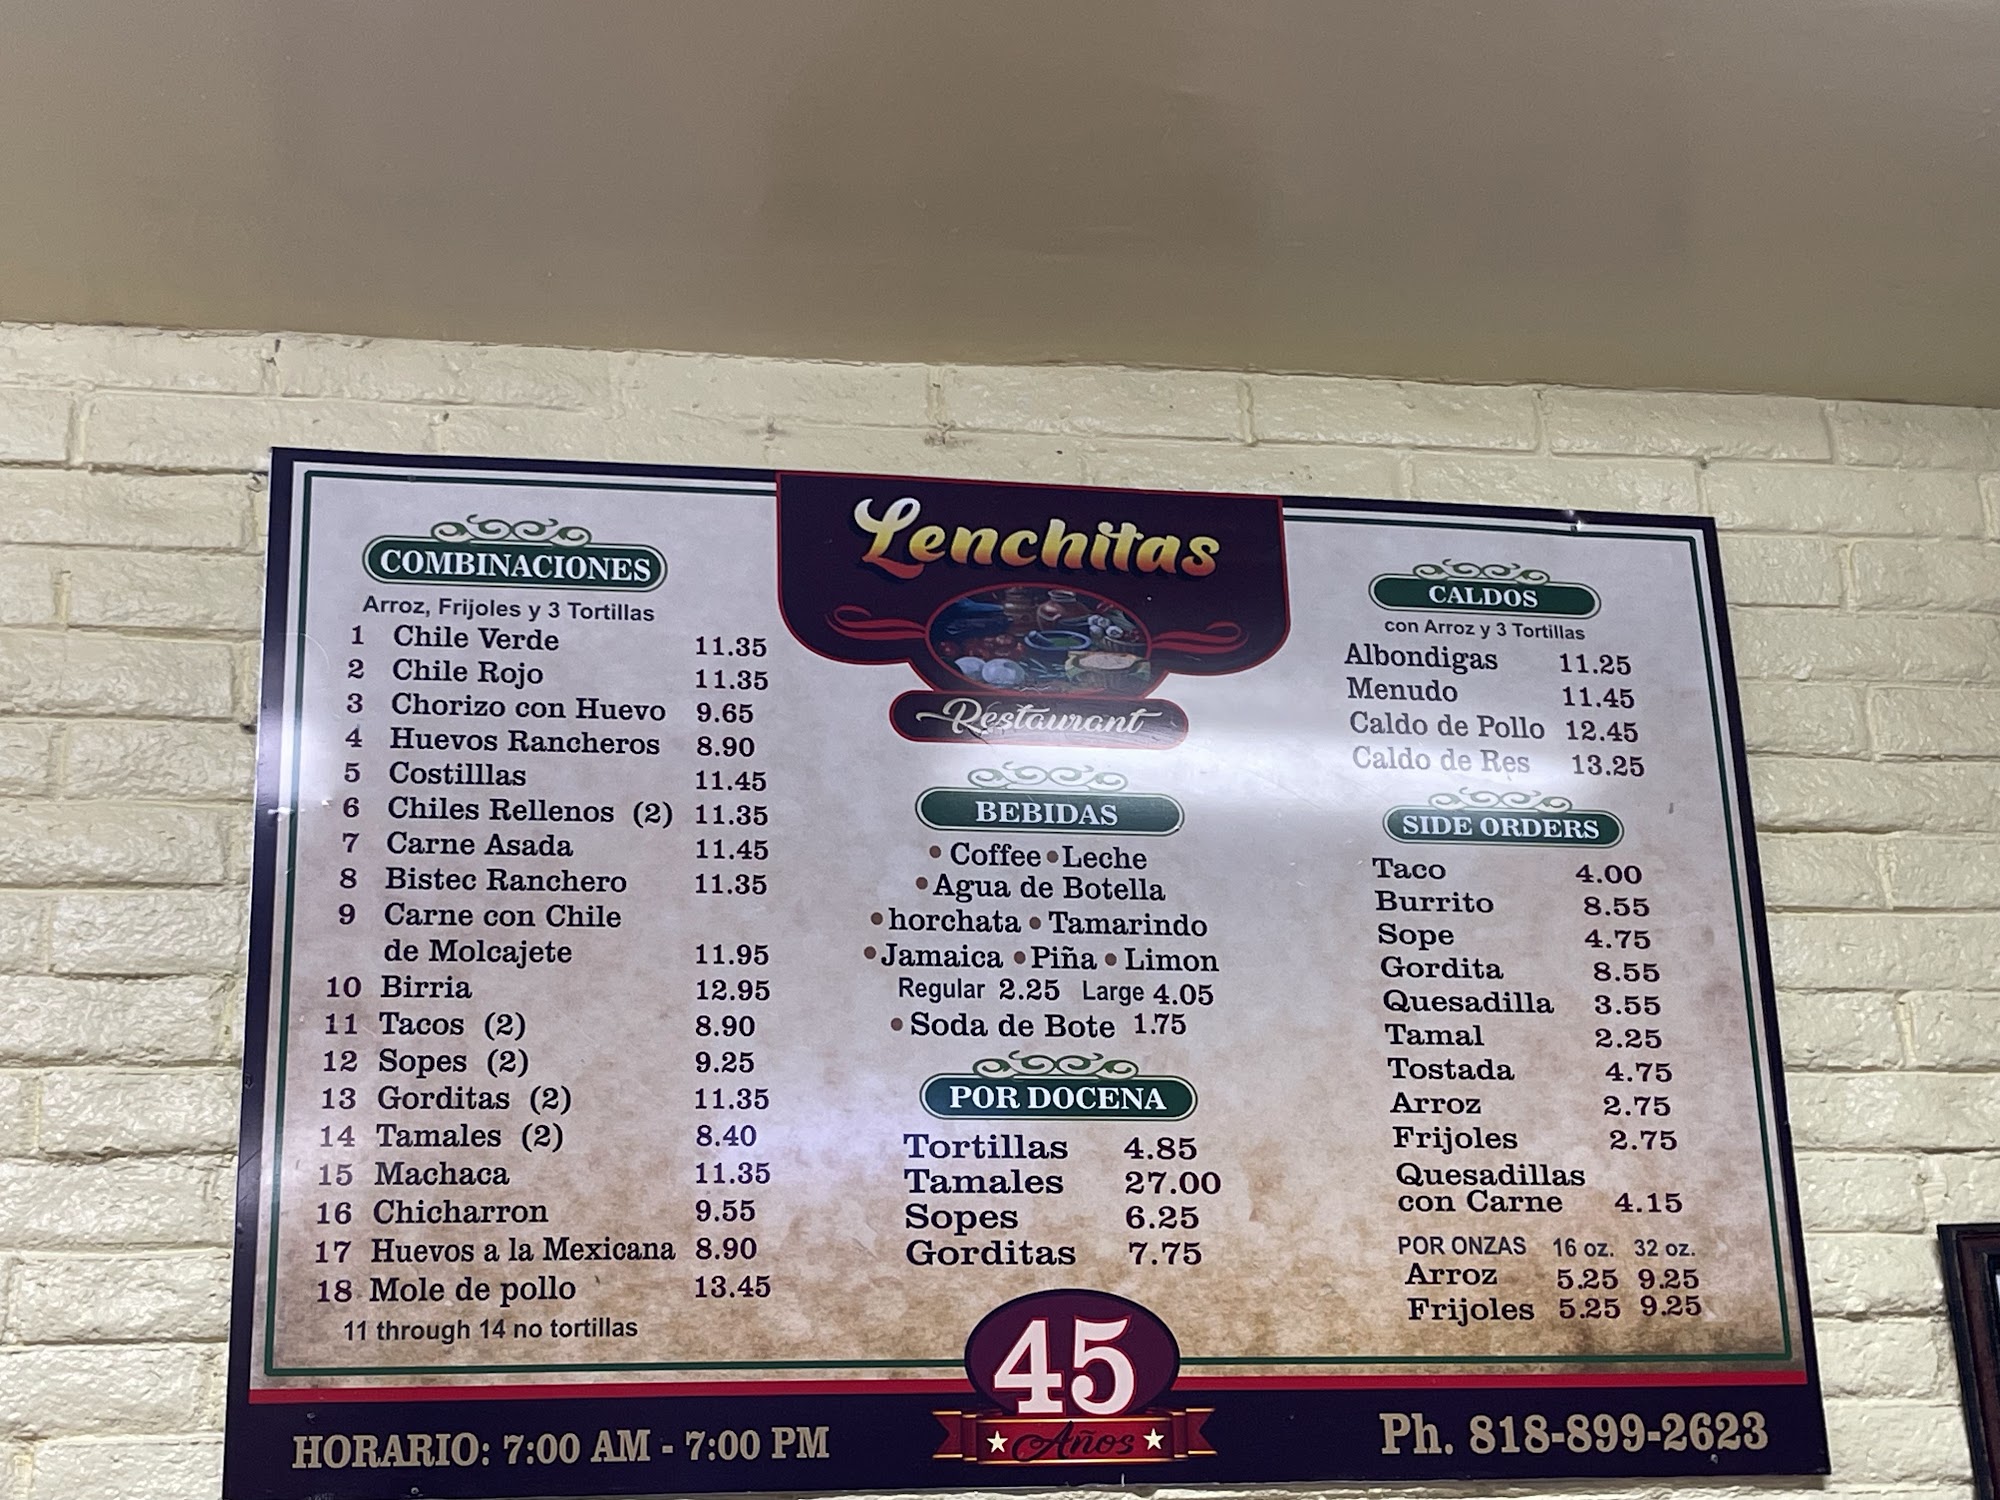 Lenchitas
Restaurant
COMBINACIONES
Arroz, Frijoles y 3 Tortillas
1 Chile Verde 11.35
2 Chile Rojo 11.35
3 Chorizo con Huevo 9.65
4 Huevos Rancheros 8.90
5 Costilllas 11.45
6 Chiles Rellenos (2) 11.35
7 Carne Asada 11.45
8 Bistec Ranchero 11.35
9 Carne con Chile
de Molcajete 11.95
10 Birria 12.95
11 Tacos (2) 8.90
12 Sopes (2) 9.25
13 Gorditas (2) 11.35
14 Tamales (2) 8.40
15 Machaca 11.35
16 Chicharron 9.55
17 Huevos a la Mexicana 8.90
18 Mole de pollo 13.45
11 through 14 no tortillas
BEBIDAS
• Coffee • Leche
• Agua de Botella
• horchata • Tamarindo
• Jamaica • Piña • Limon
Regular 2.25 Large 4.05
• Soda de Bote 1.75
POR DOCENA
Tortillas 4.85
Tamales 27.00
Sopes 6.25
Gorditas 7.75
CALDOS
con Arroz y 3 Tortillas
Albondigas 11.25
Menudo 11.45
Caldo de Pollo 12.45
Caldo de Res 13.25
SIDE ORDERS
Taco 4.00
Burrito 8.55
Sope 4.75
Gordita 8.55
Quesadilla 3.55
Tamal 2.25
Tostada 4.75
Arroz 2.75
Frijoles 2.75
Quesadillas
con Carne 4.15
POR ONZAS 16 oz. 32 oz.
Arroz 5.25 9.25
Frijoles 5.25 9.25
HORARIO: 7:00 AM - 7:00 PM
45
Años
Ph. 818-899-2623